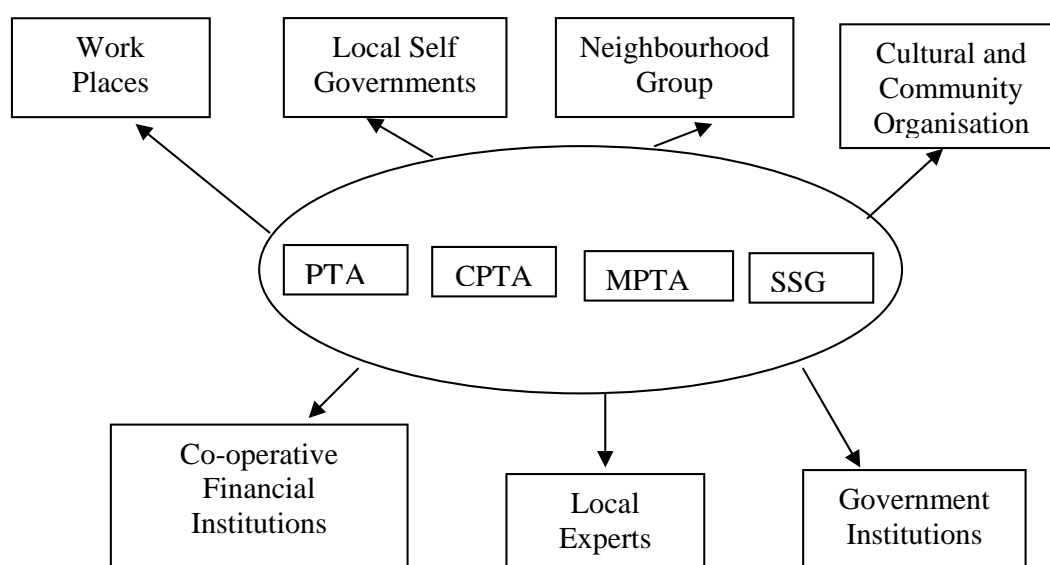 Work
Places
Local Self
Governments
Neighbourhood
Group
Cultural and
Community
Organisation
PTA
CPTA
MPTA
SSG
Co-operative
Financial
Institutions
Local
Experts
Government
Institutions